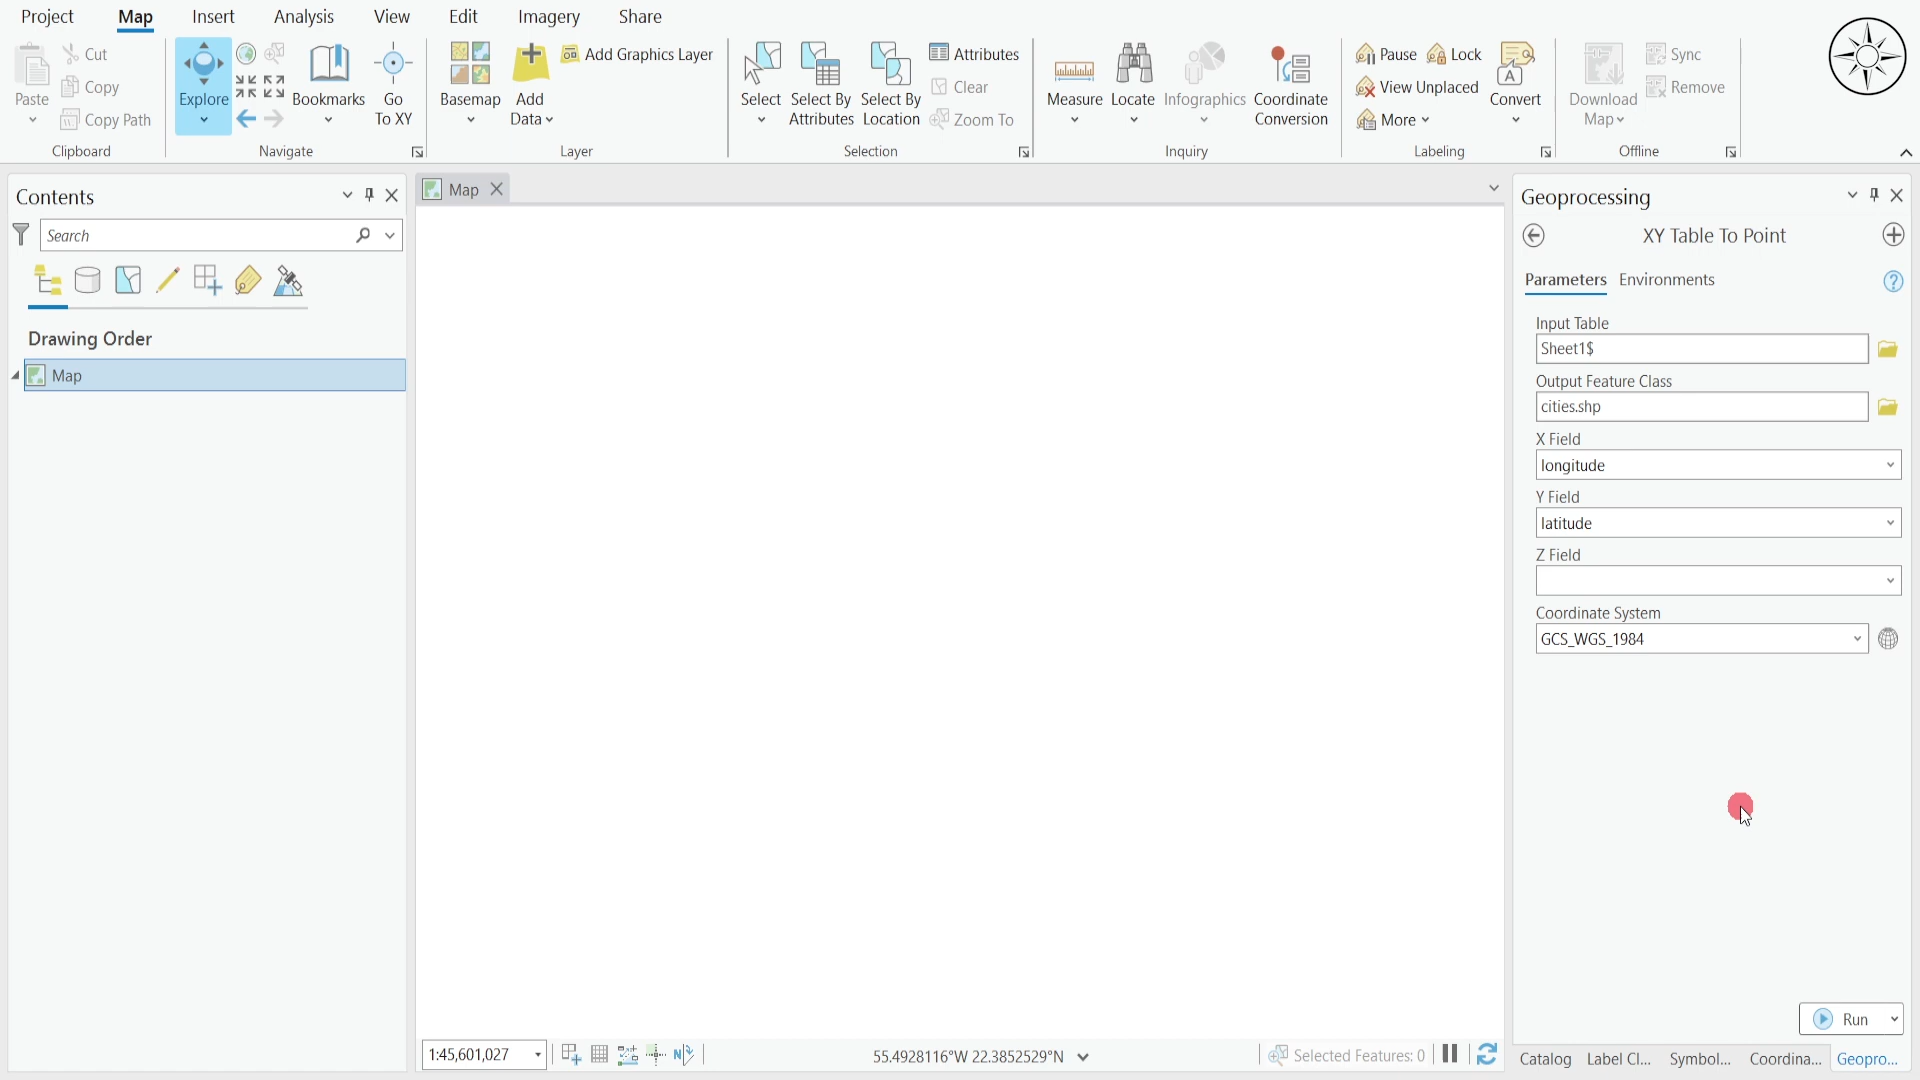 Project Map Insert Analysis View Edit Imagery Share
Paste Cut Copy Copy Path
Clipboard
Explore Bookmarks Go To XY
Navigate
Basemap Add Data Add Graphics Layer
Layer
Select Select By Attributes Select By Location Attributes Clear Zoom To
Selection
Measure Locate Infographics Coordinate Conversion
Inquiry
Pause Lock View Unplaced More Convert
Labeling
Download Map Sync Remove
Offline
Contents
Search
Drawing Order
Map
Map
Geoprocessing
XY Table To Point
Parameters Environments
Input Table
Sheet1$
Output Feature Class
cities.shp
X Field
longitude
Y Field
latitude
Z Field
Coordinate System
GCS_WGS_1984
Run
1:45,601,027
55.4928116°W 22.3852529°N
Selected Features: 0
Catalog Label Cl... Symbol... Coordina... Geopro...